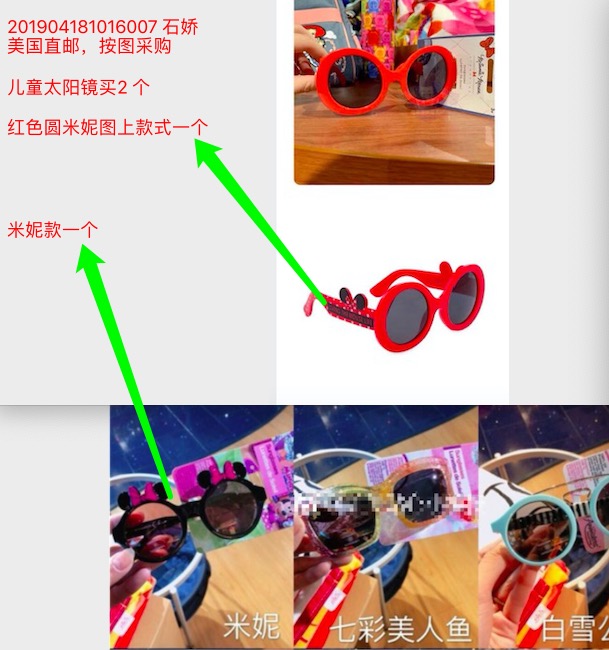 201904181016007 石娇
美国直邮，按图采购
儿童太阳镜买2 个
红色圆米妮图上款式一个
米妮款一个
米妮
七彩美人鱼
白雪公